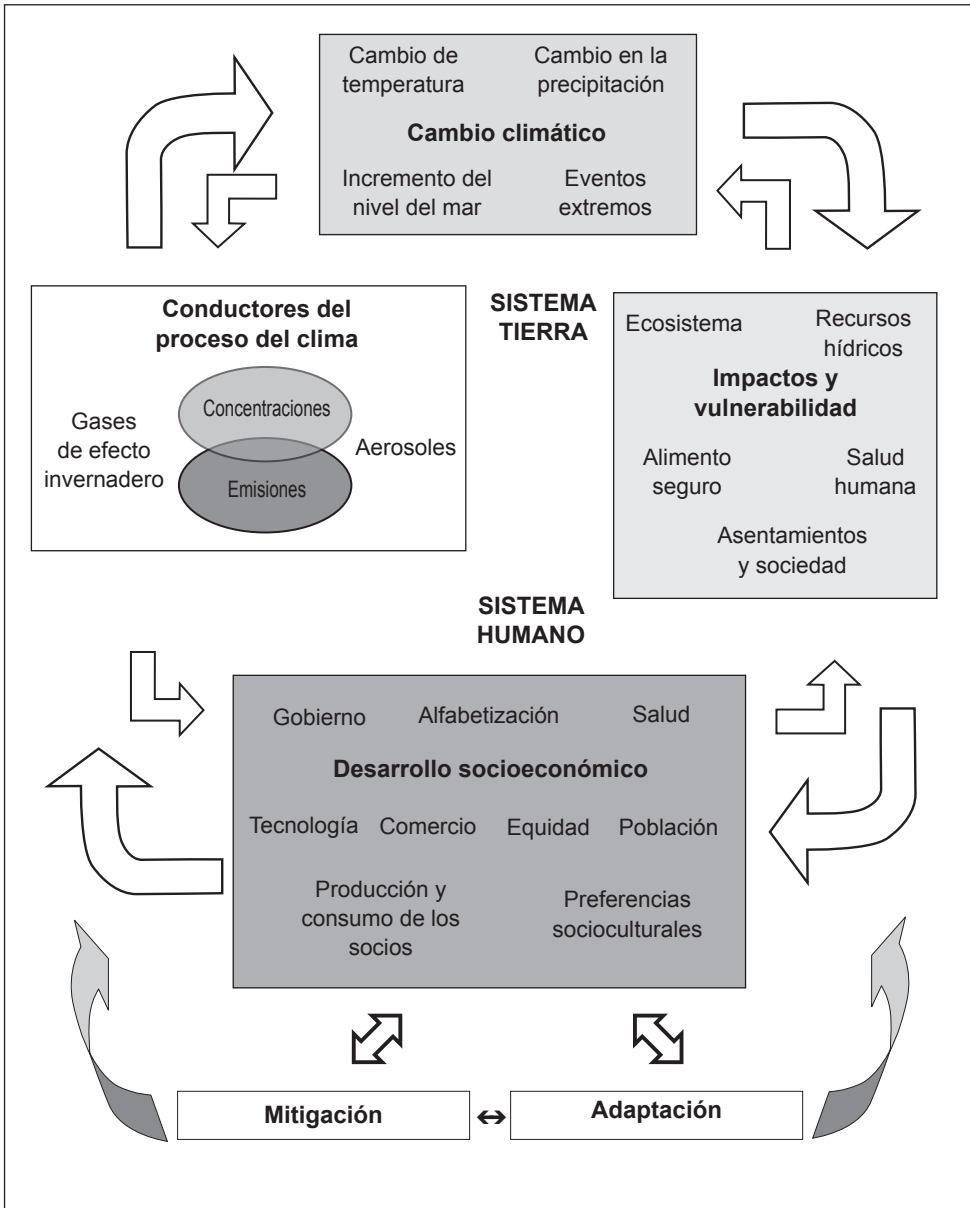 Cambio de
temperatura
Cambio en la
precipitación
Cambio climático
Incremento del
nivel del mar
Eventos
extremos
Conductores del
proceso del clima
Gases
de efecto
invernadero
Concentraciones
Emisiones
Aerosoles
SISTEMA
TIERRA
Ecosistema
Recursos
hídricos
Impactos y
vulnerabilidad
Alimento
seguro
Salud
humana
Asentamientos
y sociedad
SISTEMA
HUMANO
Gobierno
Alfabetización
Salud
Desarrollo socioeconómico
Tecnología
Comercio
Equidad
Población
Producción y
consumo de los
socios
Preferencias
socioculturales
Mitigación
Adaptación